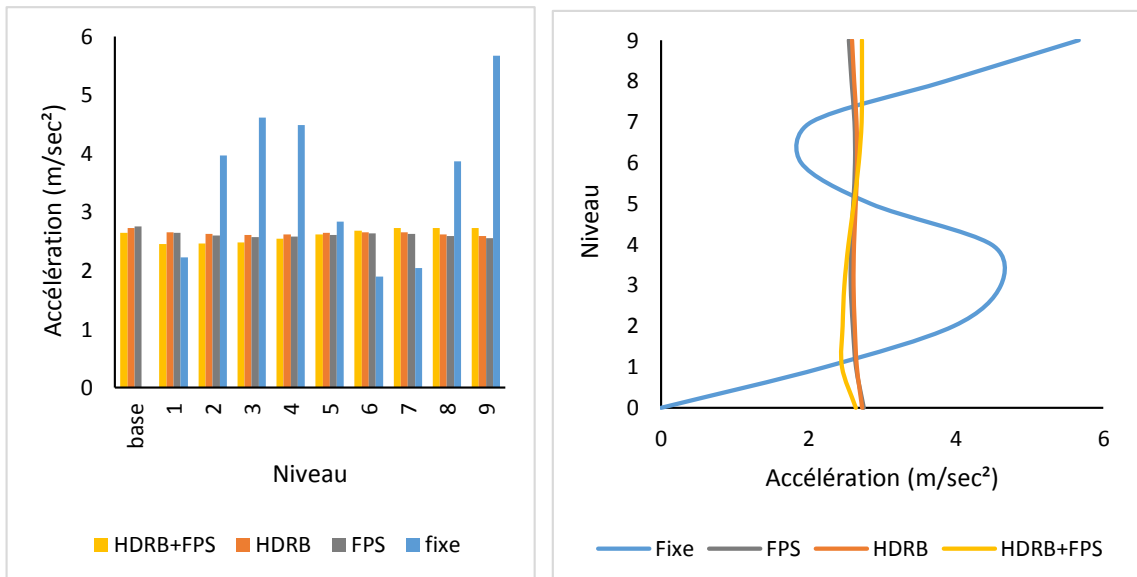 6
5
4
3
2
1
0
Accélération (m/sec²)
base 1 2 3 4 5 6 7 8 9
Niveau
HDRB+FPS HDRB FPS fixe
9
8
7
6
5
4
3
2
1
0
Niveau
0 2 4 6
Accélération (m/sec²)
Fixe FPS HDRB HDRB+FPS